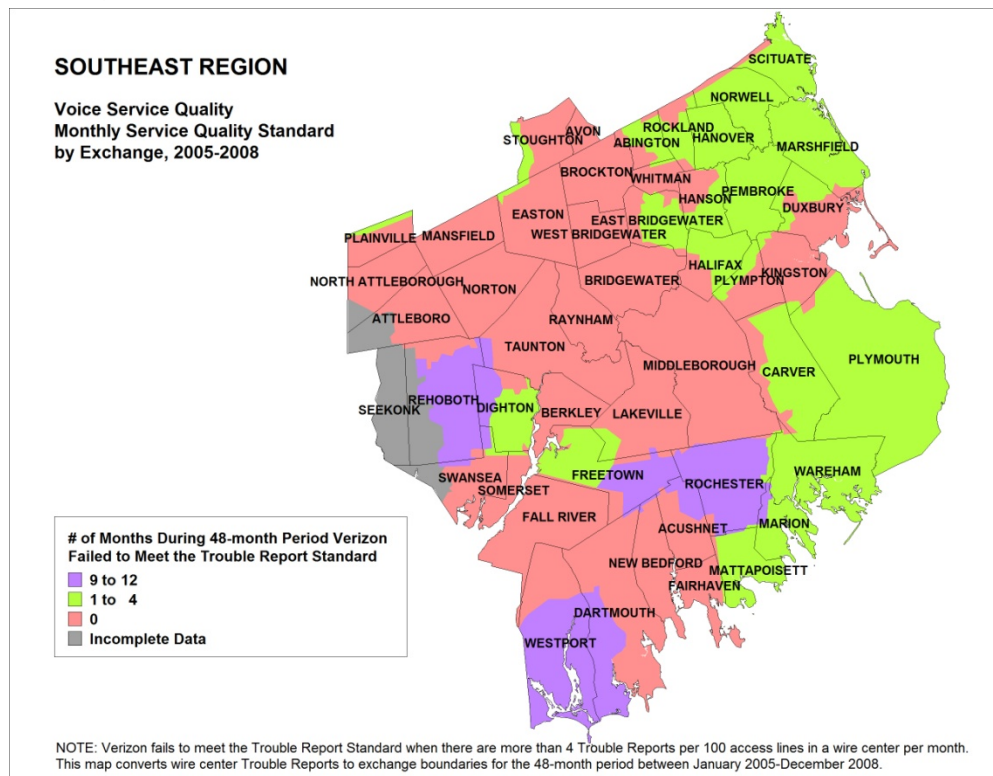 SOUTHEAST REGION
Voice Service Quality
Monthly Service Quality Standard
by Exchange, 2005-2008
SCITUATE
NORWELL
ROCKLAND
HANOVER
AVON
STOUGHTON
ABINGTON
MARSHFIELD
BROCKTON
WHITMAN
PEMBROKE
HANSON
DUXBURY
EASTON
EAST BRIDGEWATER
WEST BRIDGEWATER
PLAINVILLE
MANSFIELD
HALIFAX
KINGSTON
NORTH ATTLEBOROUGH
NORTON
BRIDGEWATER
PLYMPTON
ATTLEBORO
RAYNHAM
TAUNTON
MIDDLEBOROUGH
CARVER
PLYMOUTH
REHOBOTH
SEEKONK
DIGHTON
BERKLEY
LAKEVILLE
SWANSEA
FREETOWN
WAREHAM
SOMERSET
ROCHESTER
FALL RIVER
ACUSHNET
MARION
NEW BEDFORD
MATTAPOISETT
FAIRHAVEN
DARTMOUTH
WESTPORT
# of Months During 48-month Period Verizon
Failed to Meet the Trouble Report Standard
9 to 12
1 to 4
0
Incomplete Data
NOTE: Verizon fails to meet the Trouble Report Standard when there are more than 4 Trouble Reports per 100 access lines in a wire center per month.
This map converts wire center Trouble Reports to exchange boundaries for the 48-month period between January 2005-December 2008.